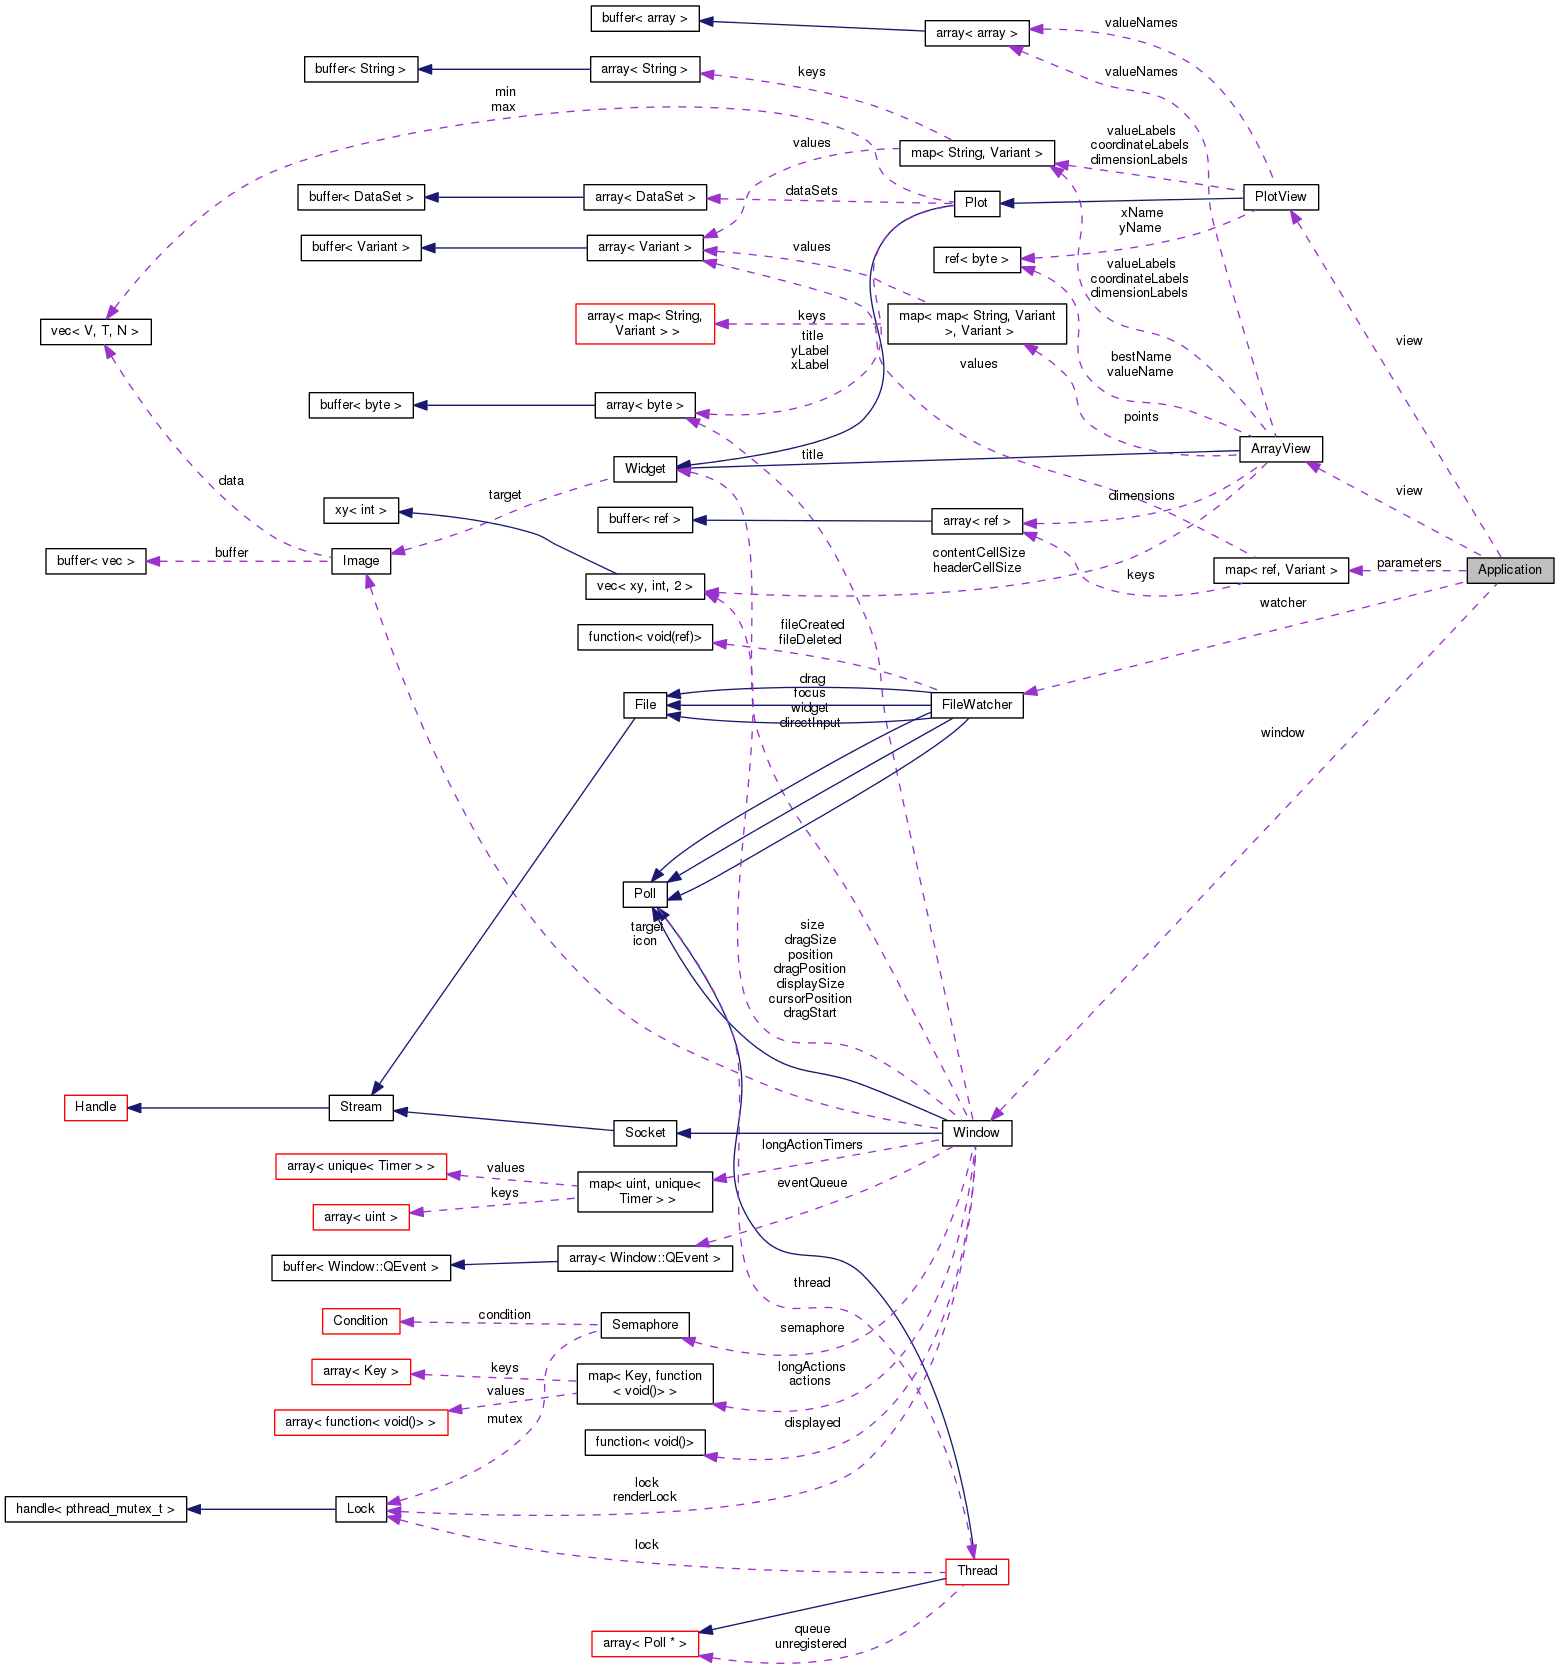 buffer< array >
array< array >
valueNames
buffer< String >
array< String >
keys
valueNames
min
max
valueLabels
coordinateLabels
dimensionLabels
values
map< String, Variant >
buffer< DataSet >
array< DataSet >
dataSets
Plot
PlotView
xName
yName
buffer< Variant >
array< Variant >
values
ref< byte >
valueLabels
coordinateLabels
dimensionLabels
array< map< String,
Variant > >
keys
map< map< String, Variant
>, Variant >
vec< V, T, N >
title
yLabel
xLabel
values
bestName
valueName
view
buffer< byte >
array< byte >
points
Widget
title
ArrayView
data
target
dimensions
view
xy< int >
buffer< ref >
array< ref >
buffer< vec >
buffer
Image
contentCellSize
headerCellSize
vec< xy, int, 2 >
keys
map< ref, Variant >
parameters
Application
watcher
function< void(ref)>
fileCreated
fileDeleted
drag
focus
widget
directInput
File
FileWatcher
window
Poll
target
icon
size
dragSize
position
dragPosition
displaySize
cursorPosition
dragStart
Handle
Stream
Socket
Window
longActionTimers
array< unique< Timer > >
values
map< uint, unique<
Timer > >
keys
eventQueue
array< uint >
buffer< Window::QEvent >
array< Window::QEvent >
thread
Condition
condition
Semaphore
semaphore
array< Key >
keys
map< Key, function
< void()> >
longActions
actions
values
array< function< void()> >
mutex
function< void()>
displayed
handle< pthread_mutex_t >
Lock
lock
renderLock
lock
Thread
array< Poll * >
queue
unregistered